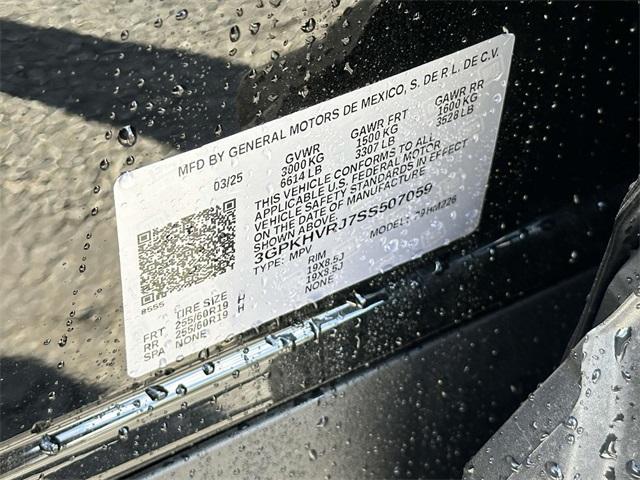 MFD BY GENERAL MOTORS DE MEXICO, S. DE R.L. DE C.V.
03/25 GVWR GAWR FRT GAWR RR
3000 KG 1500 KG 1600 KG
6614 LB 3307 LB 3528 LB
THIS VEHICLE CONFORMS TO ALL
APPLICABLE U.S. FEDERAL MOTOR
VEHICLE SAFETY STANDARDS IN EFFECT
ON THE DATE OF MANUFACTURE
SHOWN ABOVE.
3GPKHVRJ7SS507059
TYPE: MPV MODEL:
#555
TIRE SIZE RIM
FRT 255/60R19 H 19X8.5J
RR 255/60R19 H 19X8.5J
SPA NONE NONE